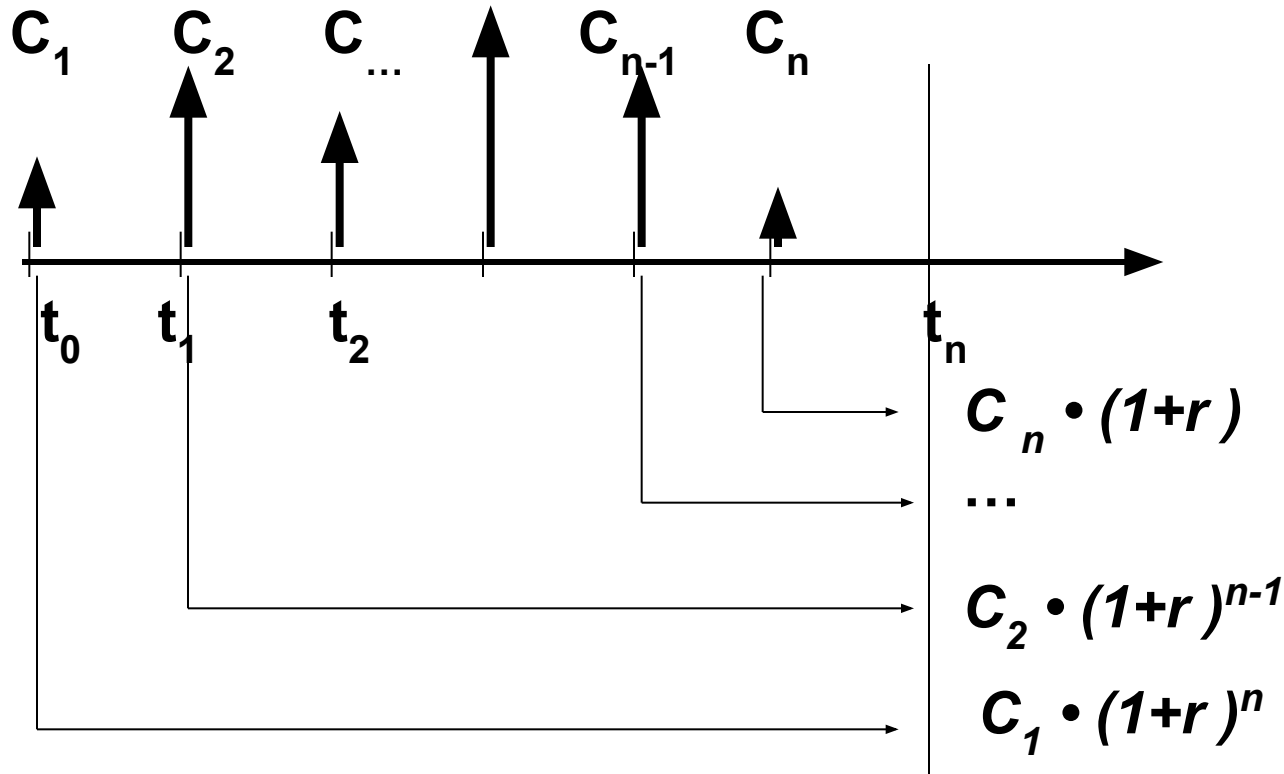 C₁ C₂ C... Cₙ₋₁ Cₙ
t₀ t₁ t₂ tₙ
Cₙ • (1+r )
...
C₂ • (1+r )ⁿ⁻¹
C₁ • (1+r )ⁿ